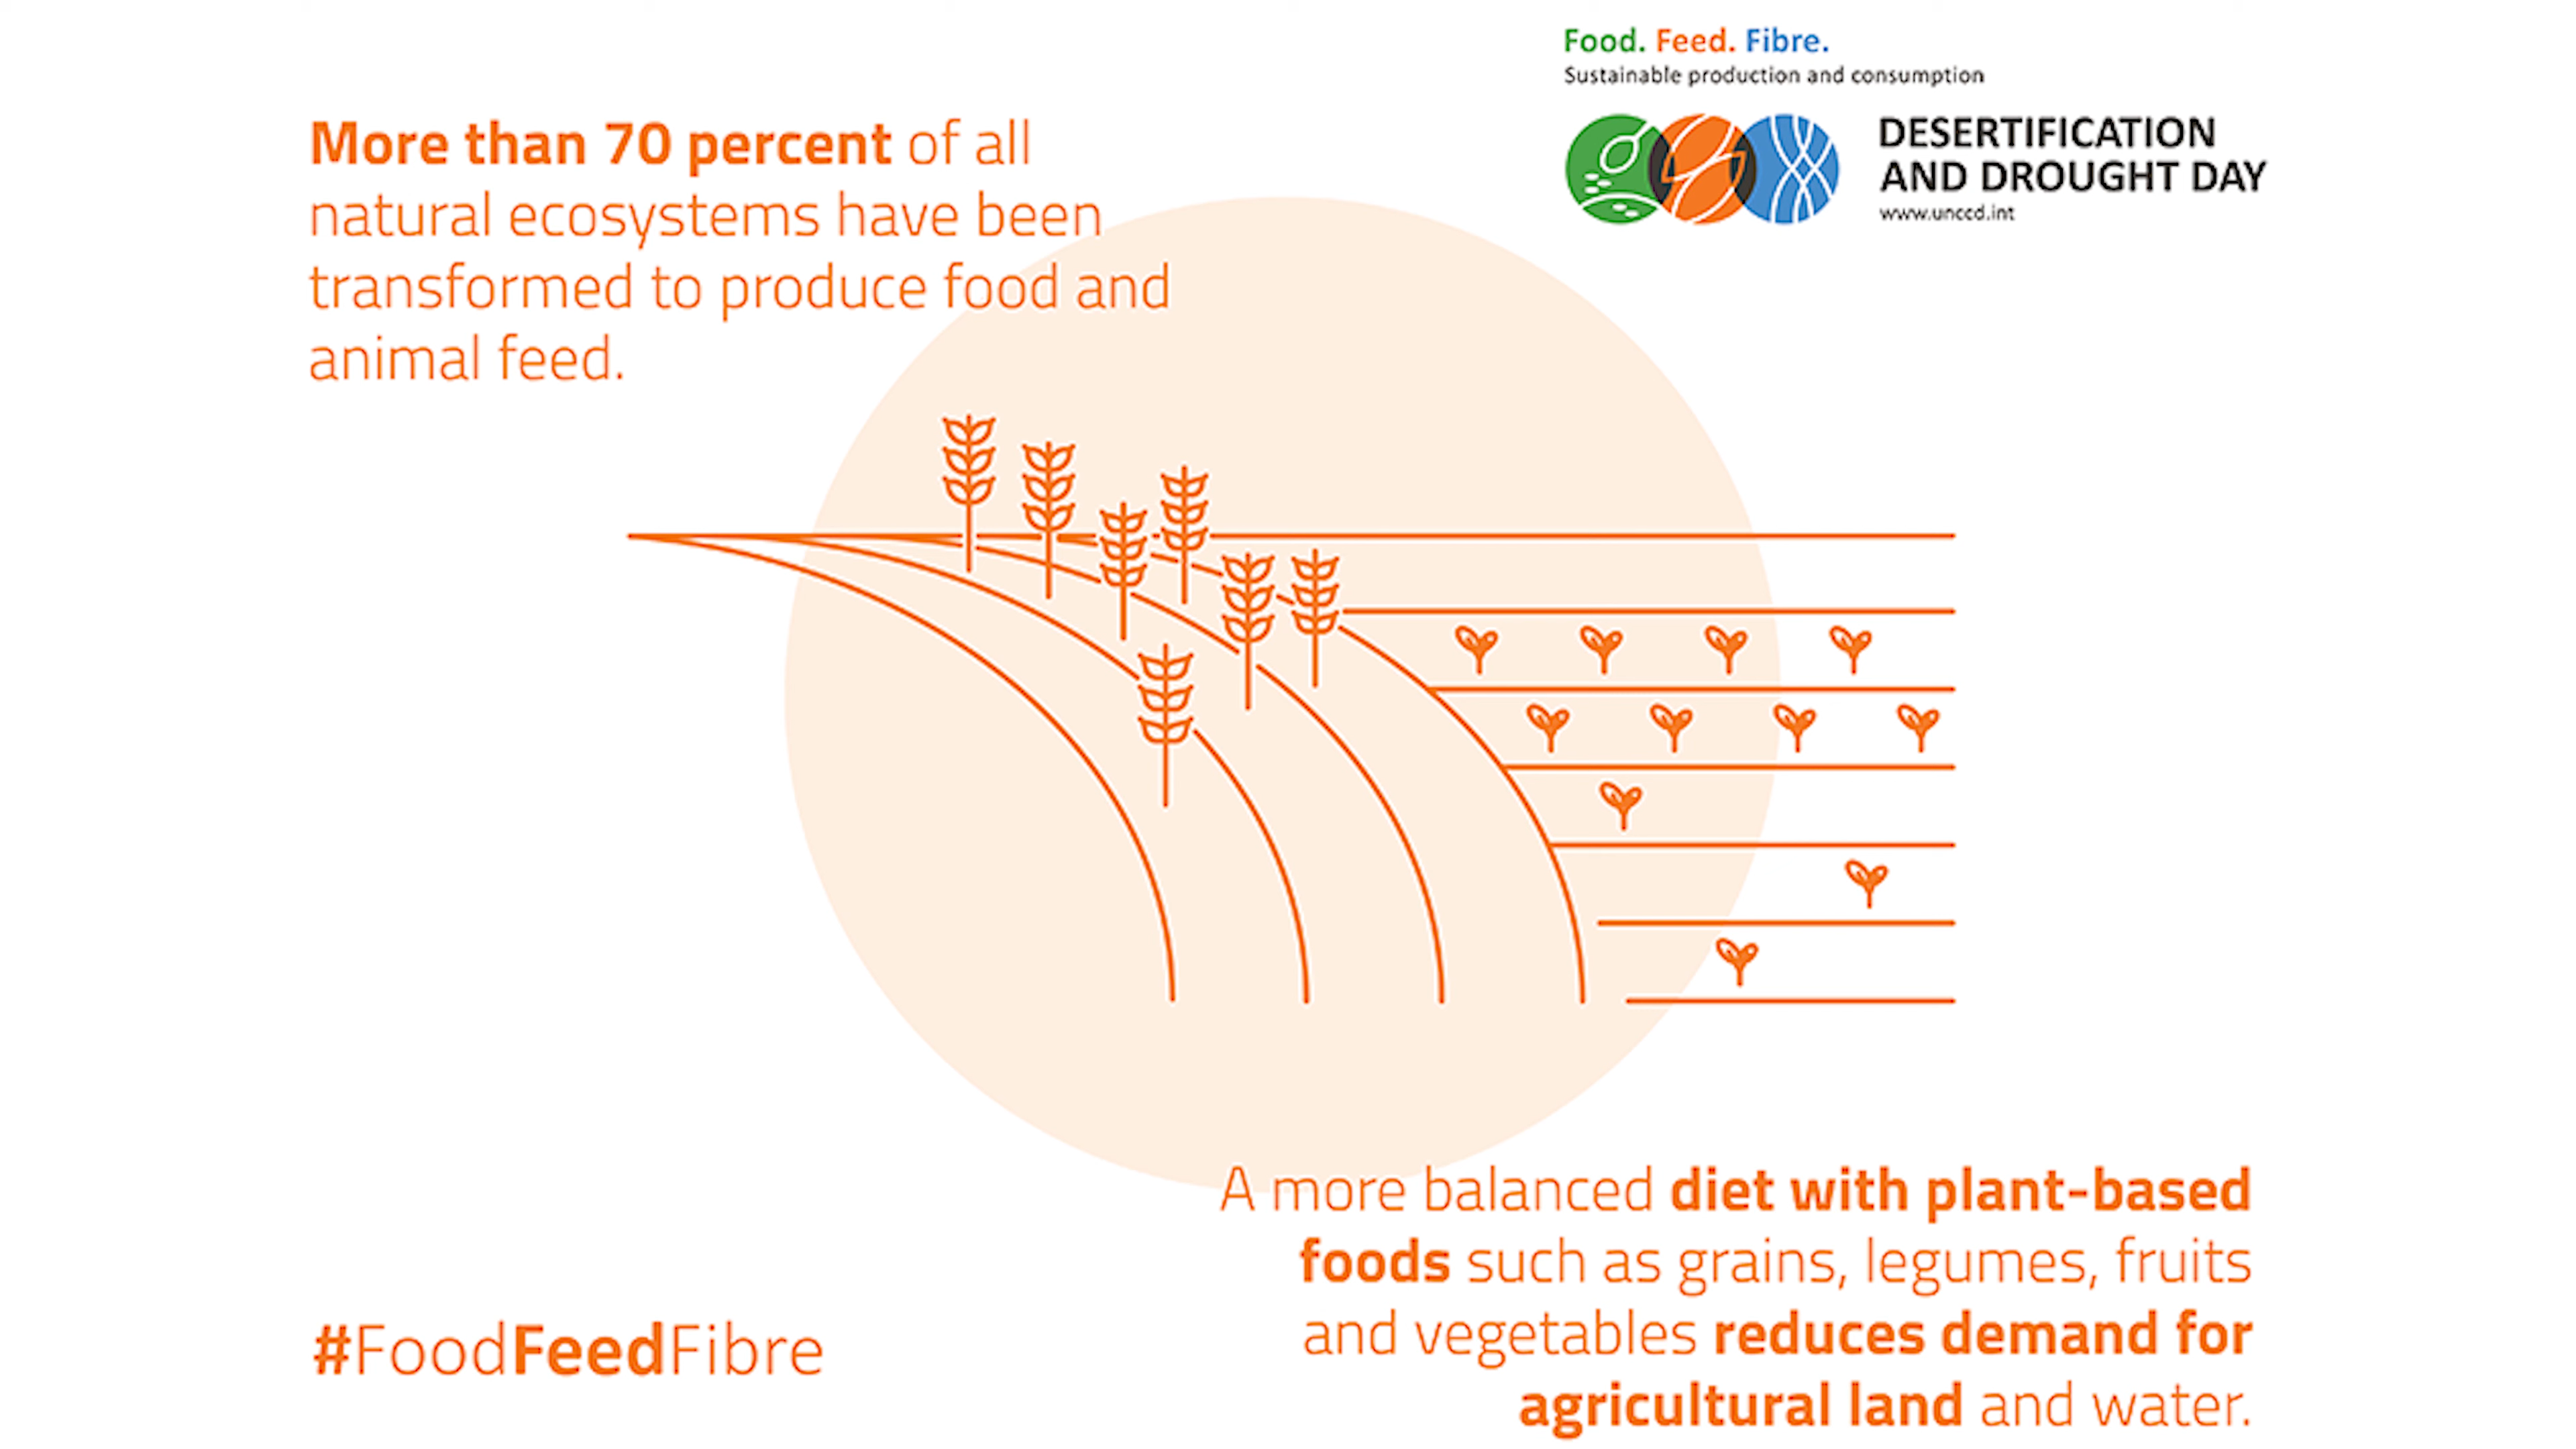 Food. Feed. Fibre.
Sustainable production and consumption
DESERTIFICATION
AND DROUGHT DAY
www.unccd.int
More than 70 percent of all
natural ecosystems have been
transformed to produce food and
animal feed.
A more balanced diet with plant-based
foods such as grains, legumes, fruits
and vegetables reduces demand for
agricultural land and water.
#FoodFeedFibre